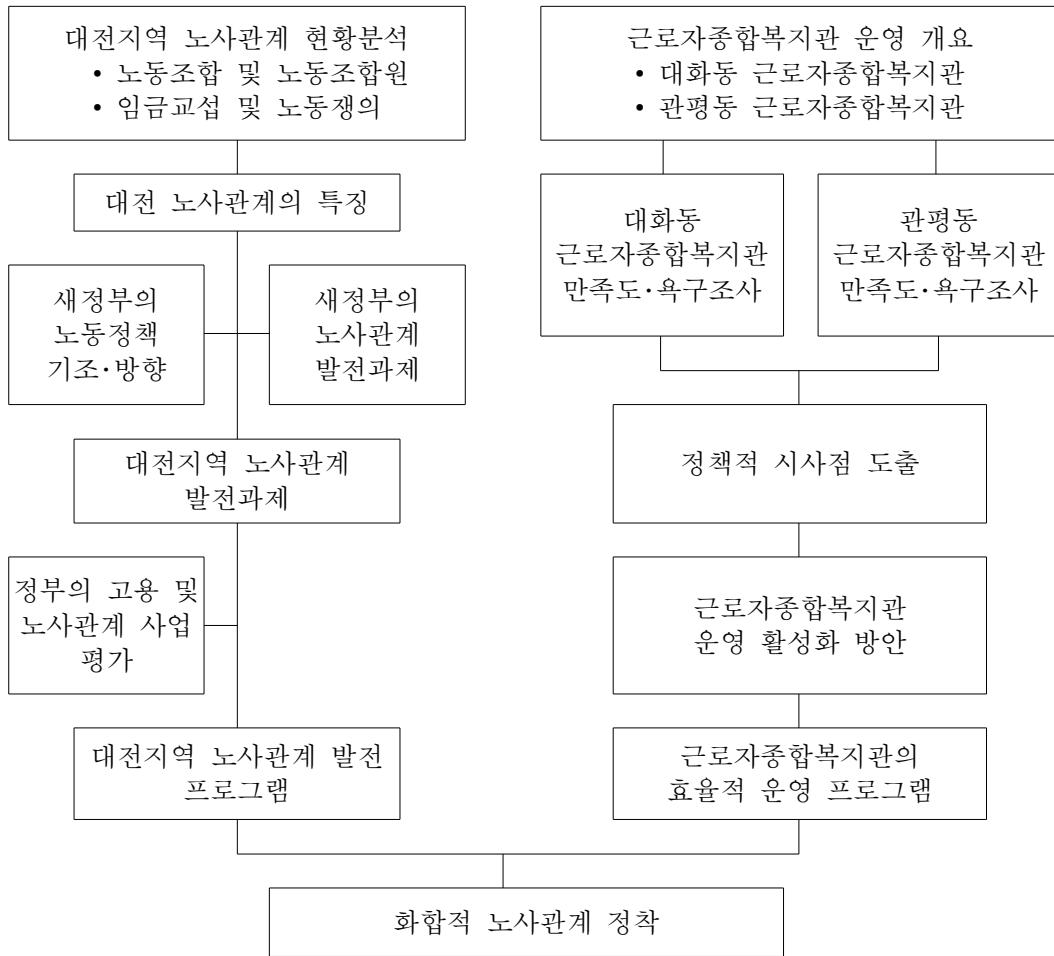 대전지역 노사관계 현황분석
• 노동조합 및 노동조합원
• 임금교섭 및 노동쟁의
대전 노사관계의 특징
새정부의
노동정책
기조·방향
새정부의
노사관계
발전과제
대전지역 노사관계
발전과제
정부의 고용 및
노사관계 사업
평가
대전지역 노사관계 발전
프로그램
근로자종합복지관 운영 개요
• 대화동 근로자종합복지관
• 관평동 근로자종합복지관
대화동
근로자종합복지관
만족도·욕구조사
관평동
근로자종합복지관
만족도·욕구조사
정책적 시사점 도출
근로자종합복지관
운영 활성화 방안
근로자종합복지관의
효율적 운영 프로그램
화합적 노사관계 정착